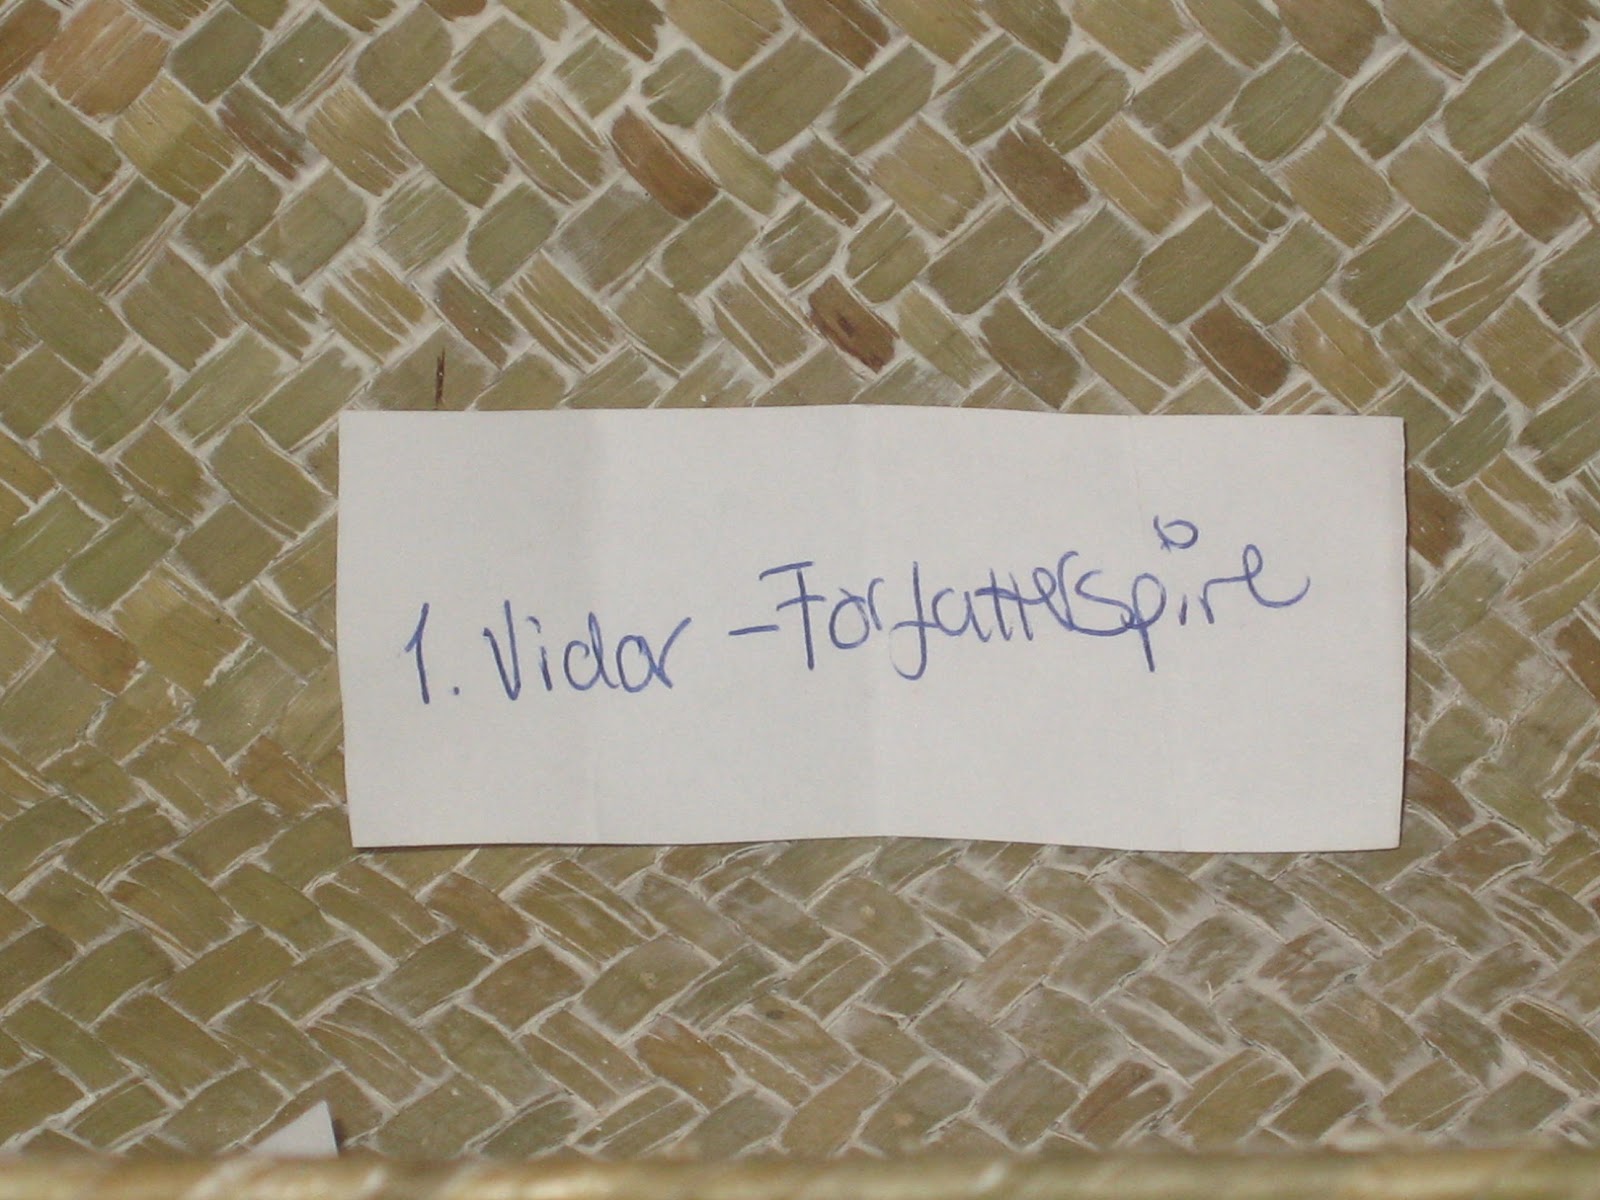 1. Vidar - Forfatterspire